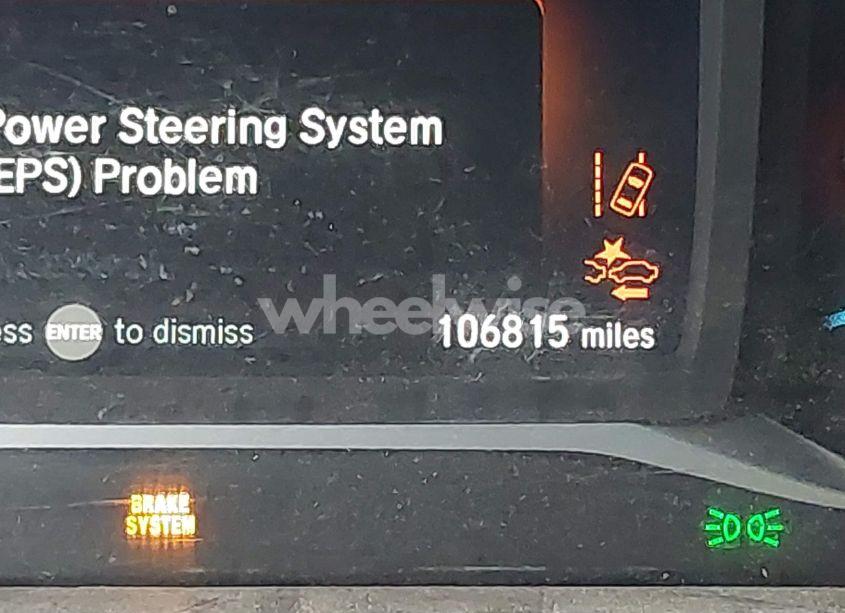 Power Steering System
(EPS) Problem
ess ENTER to dismiss
wheelwise
106815 miles
BRAKE
SYSTEM